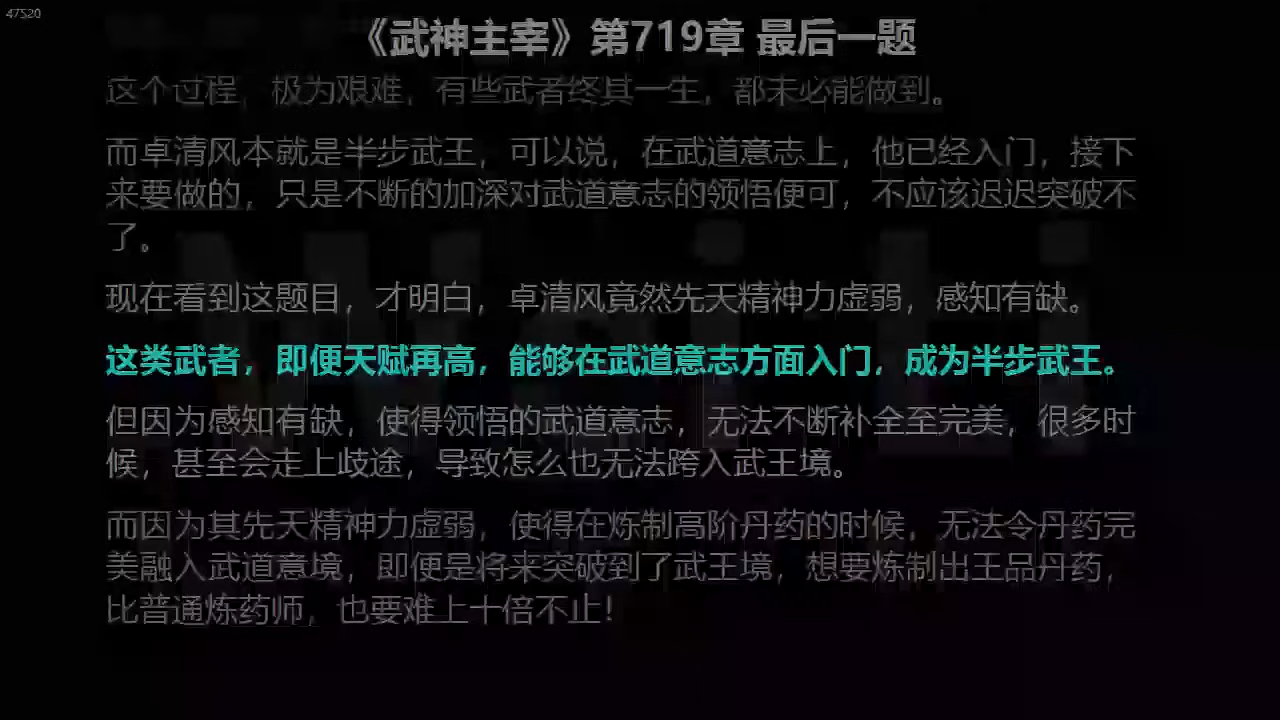 47520
《武神主宰》第719章 最后一题
这个过程，极为艰难，有些武者终其一生，都未必能做到。
而卓清风本就是半步武王，可以说，在武道意志上，他已经入门，接下
来要做的，只是不断的加深对武道意志的领悟便可，不应该迟迟突破不
了。
现在看到这题目，才明白，卓清风竟然先天精神力虚弱，感知有缺。
这类武者，即便天赋再高，能够在武道意志方面入门，成为半步武王。
但因为感知有缺，使得领悟的武道意志，无法不断补全至完美，很多时
候，甚至会走上歧途，导致怎么也无法跨入武王境。
而因为其先天精神力虚弱，使得在炼制高阶丹药的时候，无法令丹药完
美融入武道意境，即便是将来突破到了武王境，想要炼制出王品丹药，
比普通炼药师，也要难上十倍不止！